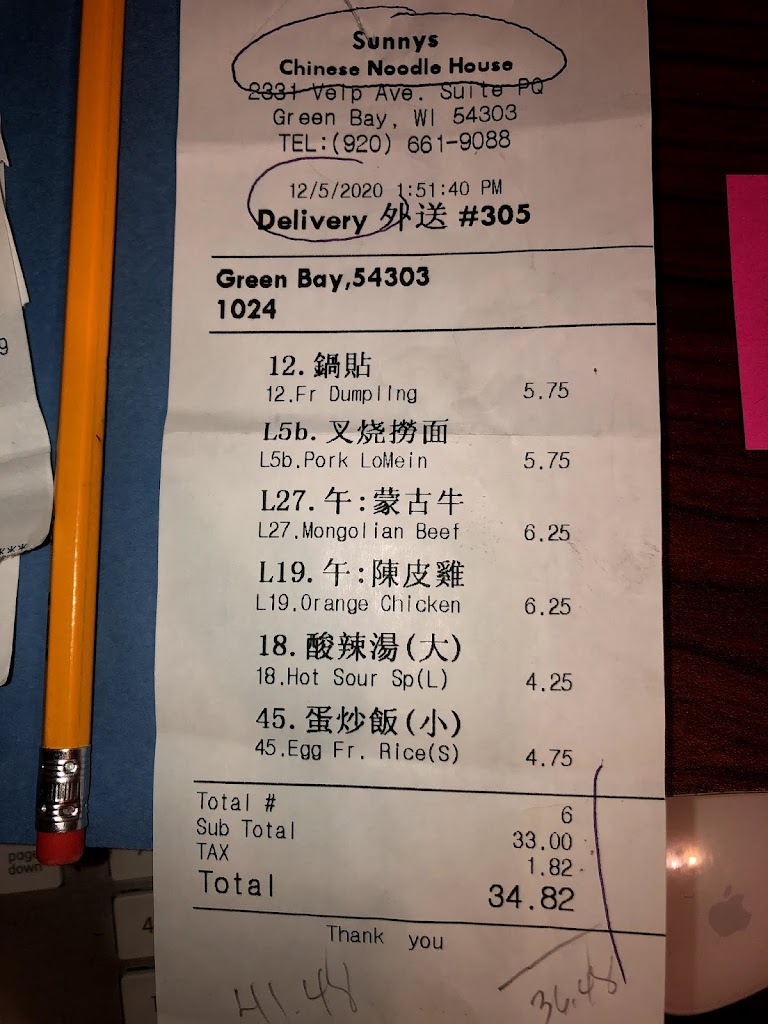 Sunnys
Chinese Noodle House
2331 Velp Ave. Suite PQ
Green Bay, WI 54303
TEL:(920) 661-9088
12/5/2020 1:51:40 PM
Delivery 外送 #305
Green Bay,54303
1024
12. 鍋貼
12.Fr Dumpling 5.75
L5b. 叉烧撈面
L5b.Pork LoMein 5.75
L27. 午:蒙古牛
L27.Mongolian Beef 6.25
L19. 午:陳皮雞
L19.Orange Chicken 6.25
18. 酸辣湯(大)
18.Hot Sour Sp(L) 4.25
45. 蛋炒飯(小)
45.Egg Fr. Rice(S) 4.75
Total # 6
Sub Total 33.00
TAX 1.82
Total 34.82
Thank you
41.48 36.48
9
page
down
4